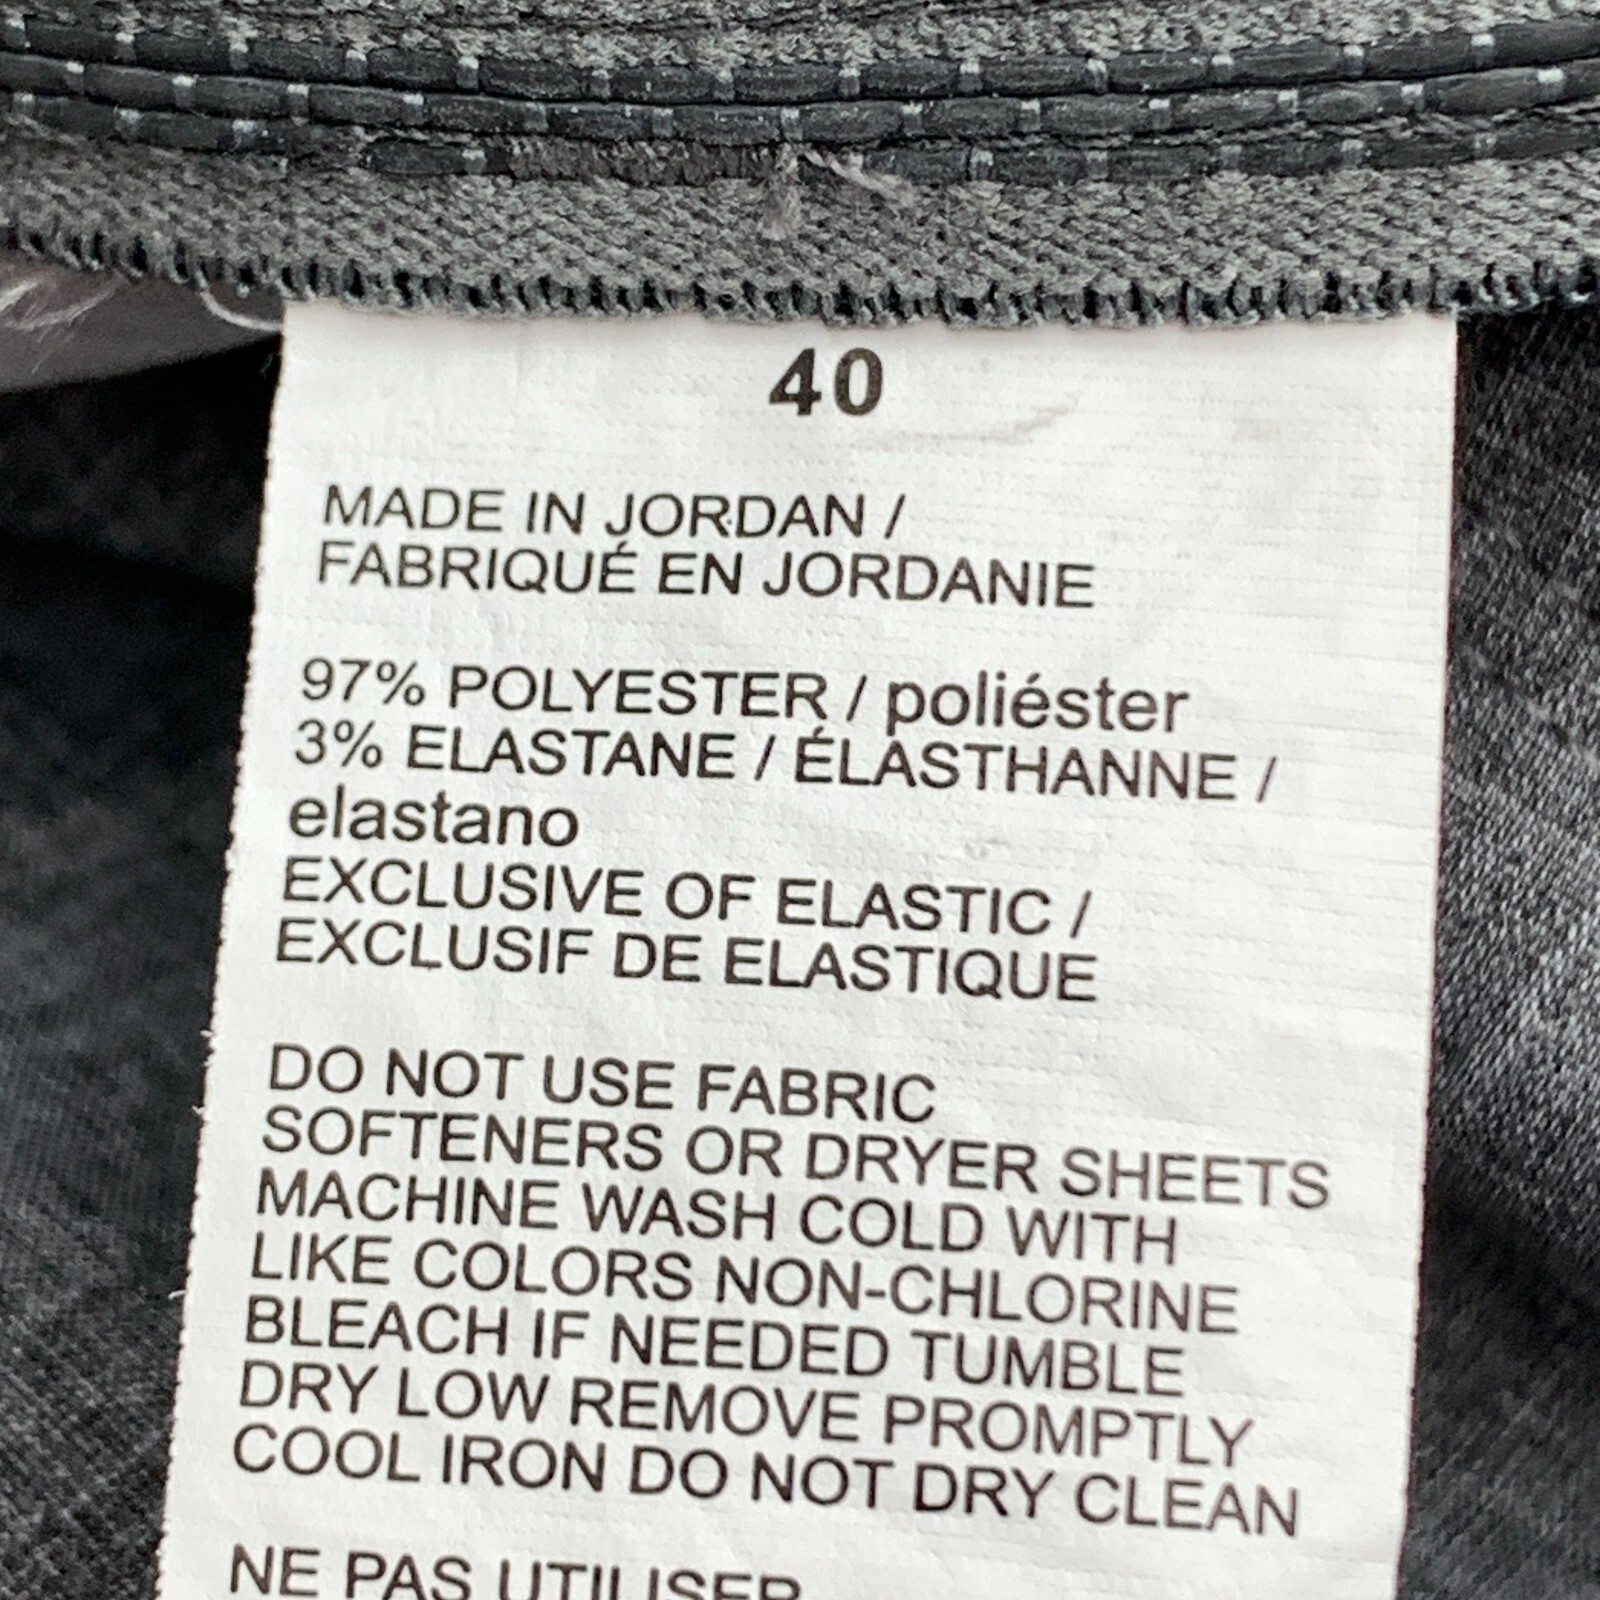 40
MADE IN JORDAN /
FABRIQUÉ EN JORDANIE
97% POLYESTER / poliéster
3% ELASTANE / ÉLASTHANNE /
elastano
EXCLUSIVE OF ELASTIC /
EXCLUSIF DE ELASTIQUE
DO NOT USE FABRIC
SOFTENERS OR DRYER SHEETS
MACHINE WASH COLD WITH
LIKE COLORS NON-CHLORINE
BLEACH IF NEEDED TUMBLE
DRY LOW REMOVE PROMPTLY
COOL IRON DO NOT DRY CLEAN
NE PAS UTILISER